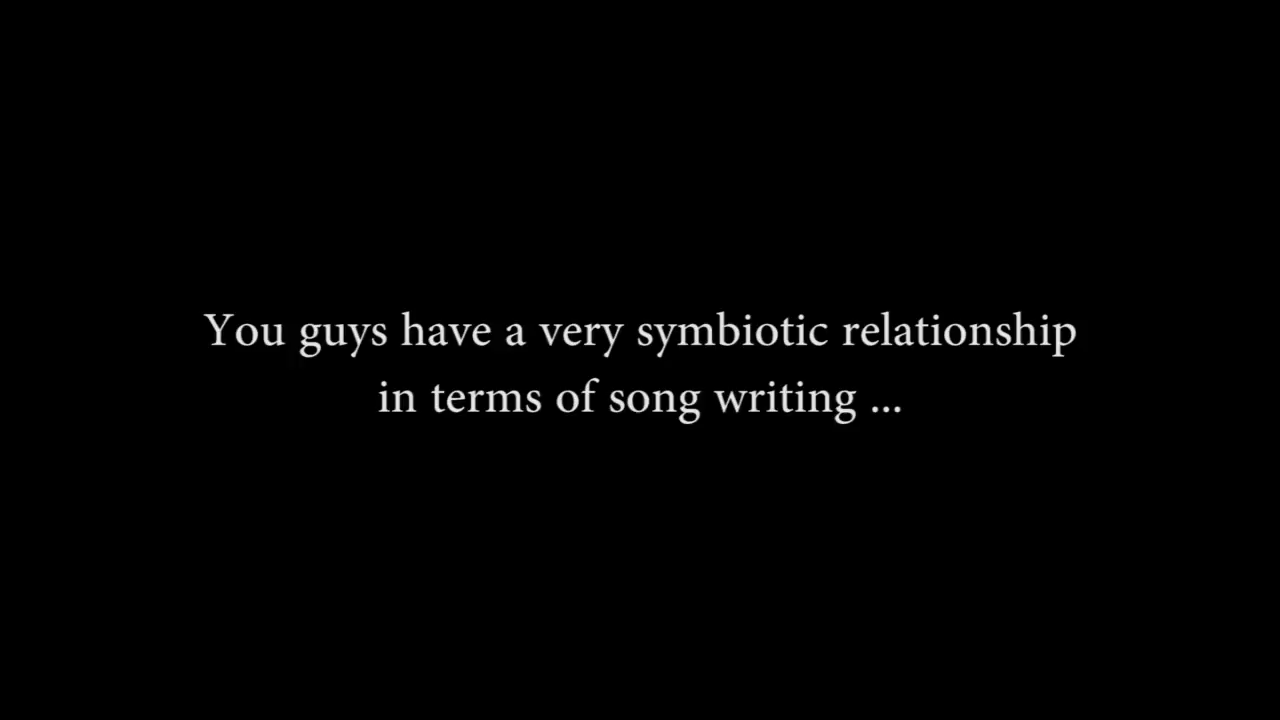 You guys have a very symbiotic relationship
in terms of song writing ...